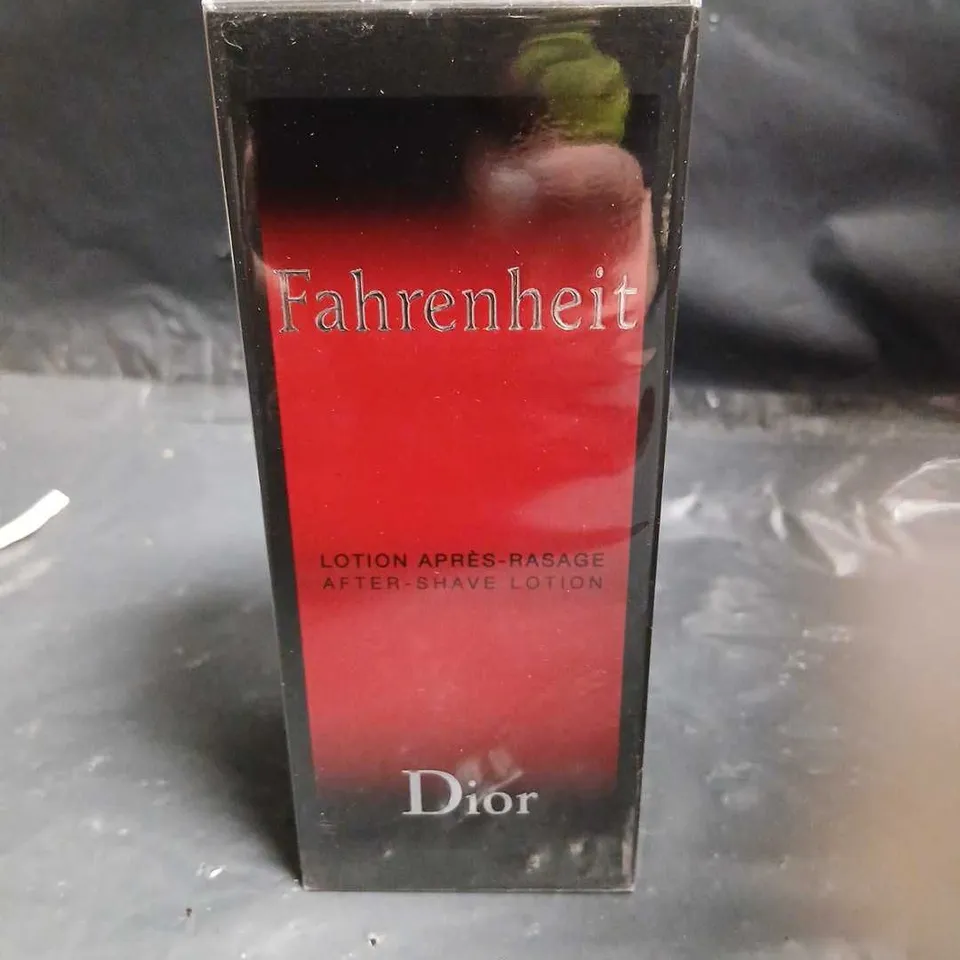 Fahrenheit
LOTION APRÈS-RASAGE
AFTER-SHAVE LOTION
Dior